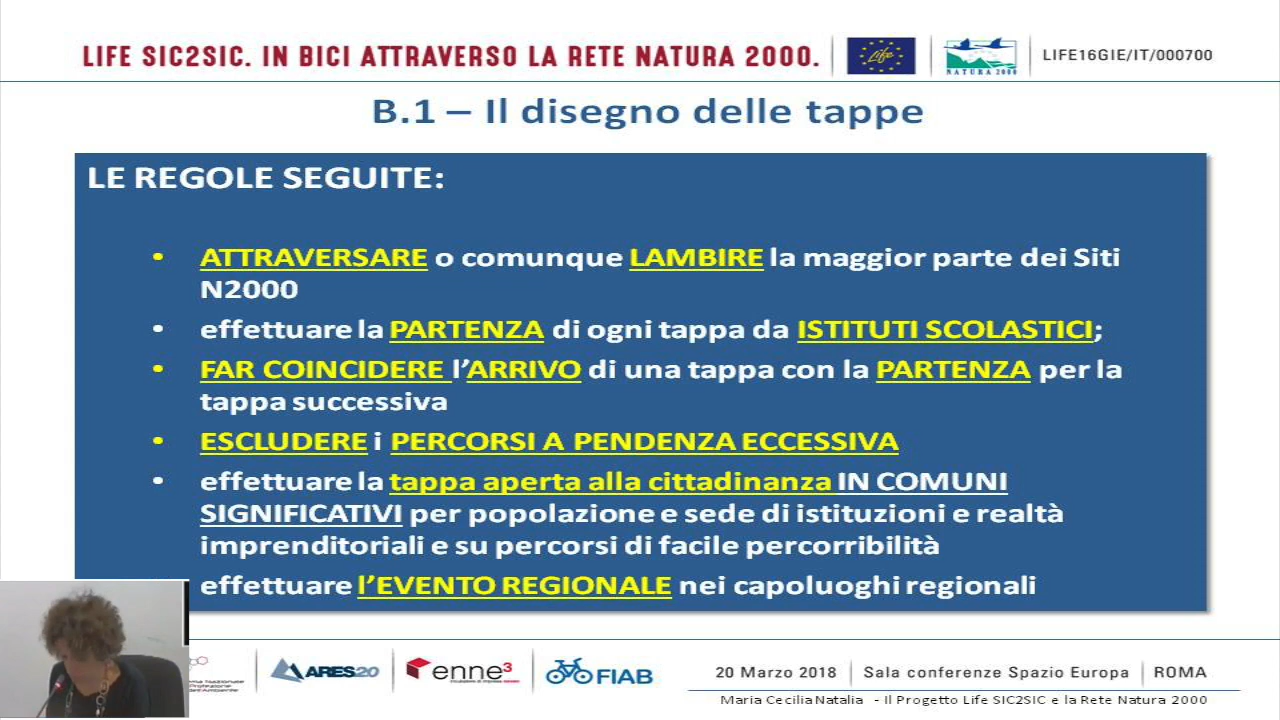 LIFE SIC2SIC. IN BICI ATTRAVERSO LA RETE NATURA 2000.
Life
NATURA 2000
LIFE16GIE/IT/000700
B.1 – Il disegno delle tappe
LE REGOLE SEGUITE:
• ATTRAVERSARE o comunque LAMBIRE la maggior parte dei Siti
N2000
• effettuare la PARTENZA di ogni tappa da ISTITUTI SCOLASTICI;
• FAR COINCIDERE l’ARRIVO di una tappa con la PARTENZA per la
tappa successiva
• ESCLUDERE i PERCORSI A PENDENZA ECCESSIVA
• effettuare la tappa aperta alla cittadinanza IN COMUNI
SIGNIFICATIVI per popolazione e sede di istituzioni e realtà
imprenditoriali e su percorsi di facile percorribilità
effettuare l’EVENTO REGIONALE nei capoluoghi regionali
ARES20
enne3
FIAB
20 Marzo 2018 | Sala conferenze Spazio Europa | ROMA
Maria Cecilia Natalia - Il Progetto Life SIC2SIC e la Rete Natura 2000